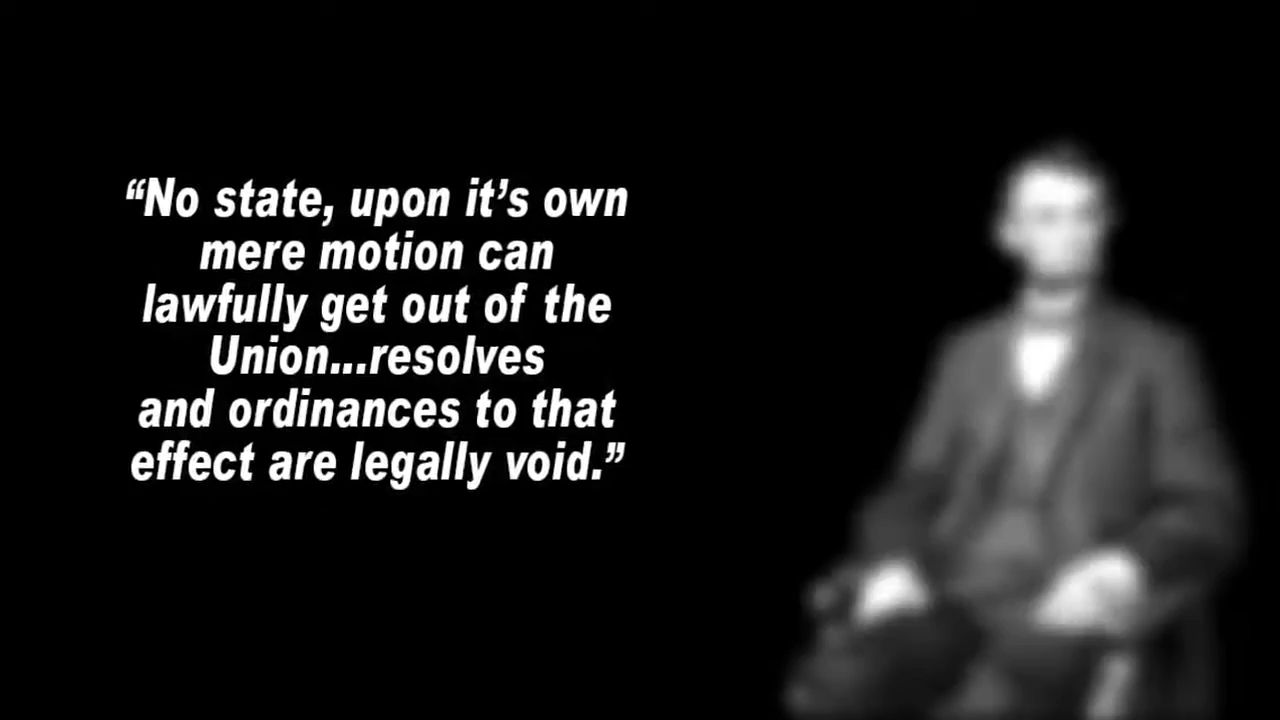 “No state, upon it’s own
mere motion can
lawfully get out of the
Union...resolves
and ordinances to that
effect are legally void.”